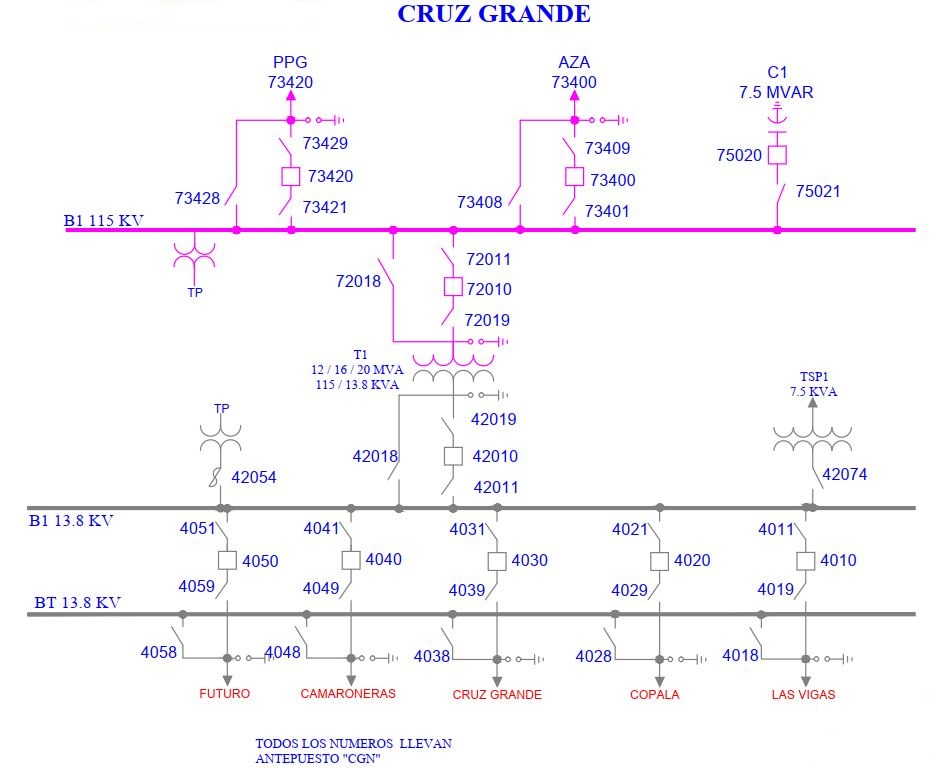 CRUZ GRANDE
PPG
73420
AZA
73400
C1
7.5 MVAR
73429
73420
73421
73428
73409
73400
73401
73408
75020
75021
B1 115 KV
TP
72018
72011
72010
72019
T1
12 / 16 / 20 MVA
115 / 13.8 KVA
TSP1
7.5 KVA
TP
42054
42018
42019
42010
42011
42074
B1 13.8 KV
4051
4041
4031
4021
4011
4050
4040
4030
4020
4010
4059
4049
4039
4029
4019
BT 13.8 KV
4058
4048
4038
4028
4018
FUTURO
CAMARONERAS
CRUZ GRANDE
COPALA
LAS VIGAS
TODOS LOS NUMEROS LLEVAN
ANTEPUESTO "CGN"